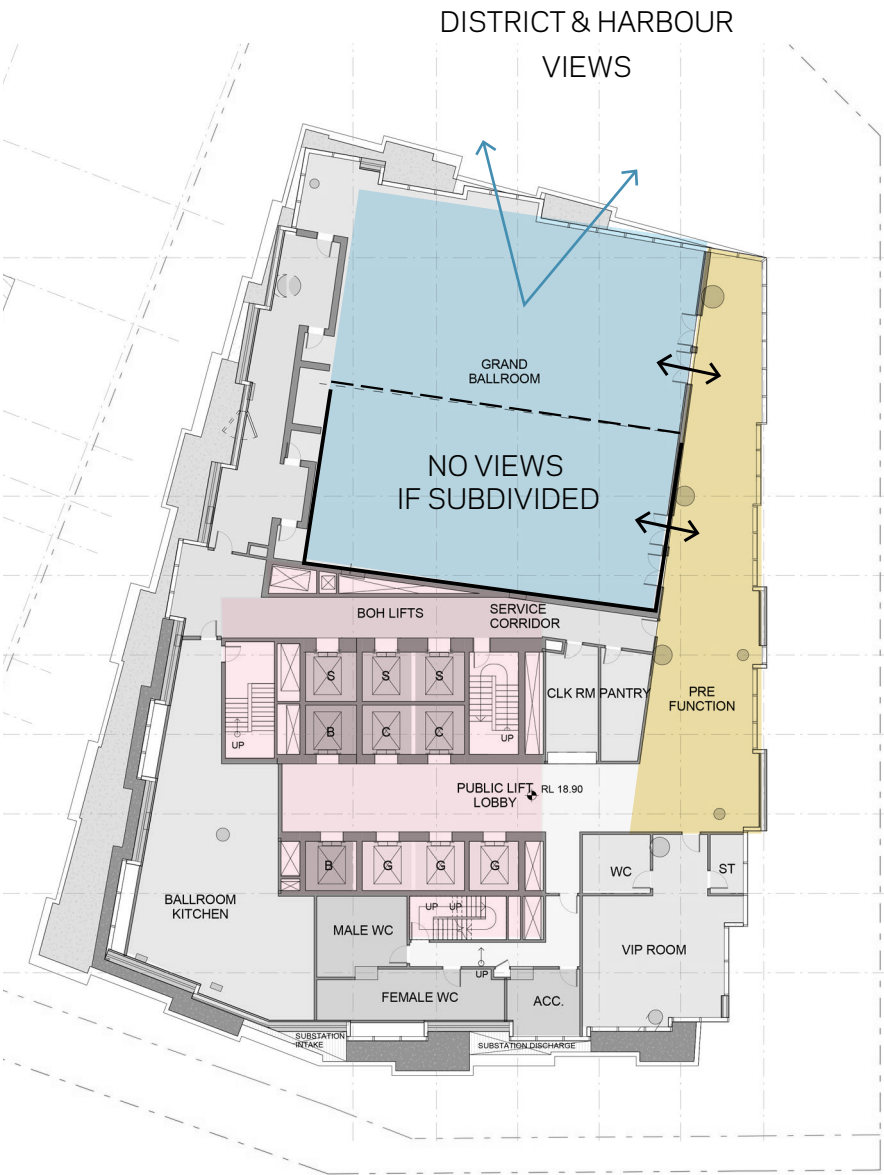 DISTRICT & HARBOUR
VIEWS
GRAND
BALLROOM
NO VIEWS
IF SUBDIVIDED
BOH LIFTS
SERVICE
CORRIDOR
S
S
S
CLK RM
PANTRY
PRE
FUNCTION
B
C
C
UP
UP
PUBLIC LIFT
LOBBY
RL 18.90
B
G
G
G
WC
ST
BALLROOM
KITCHEN
UP
UP
MALE WC
VIP ROOM
UP
FEMALE WC
ACC.
SUBSTATION
INTAKE
SUBSTATION DISCHARGE